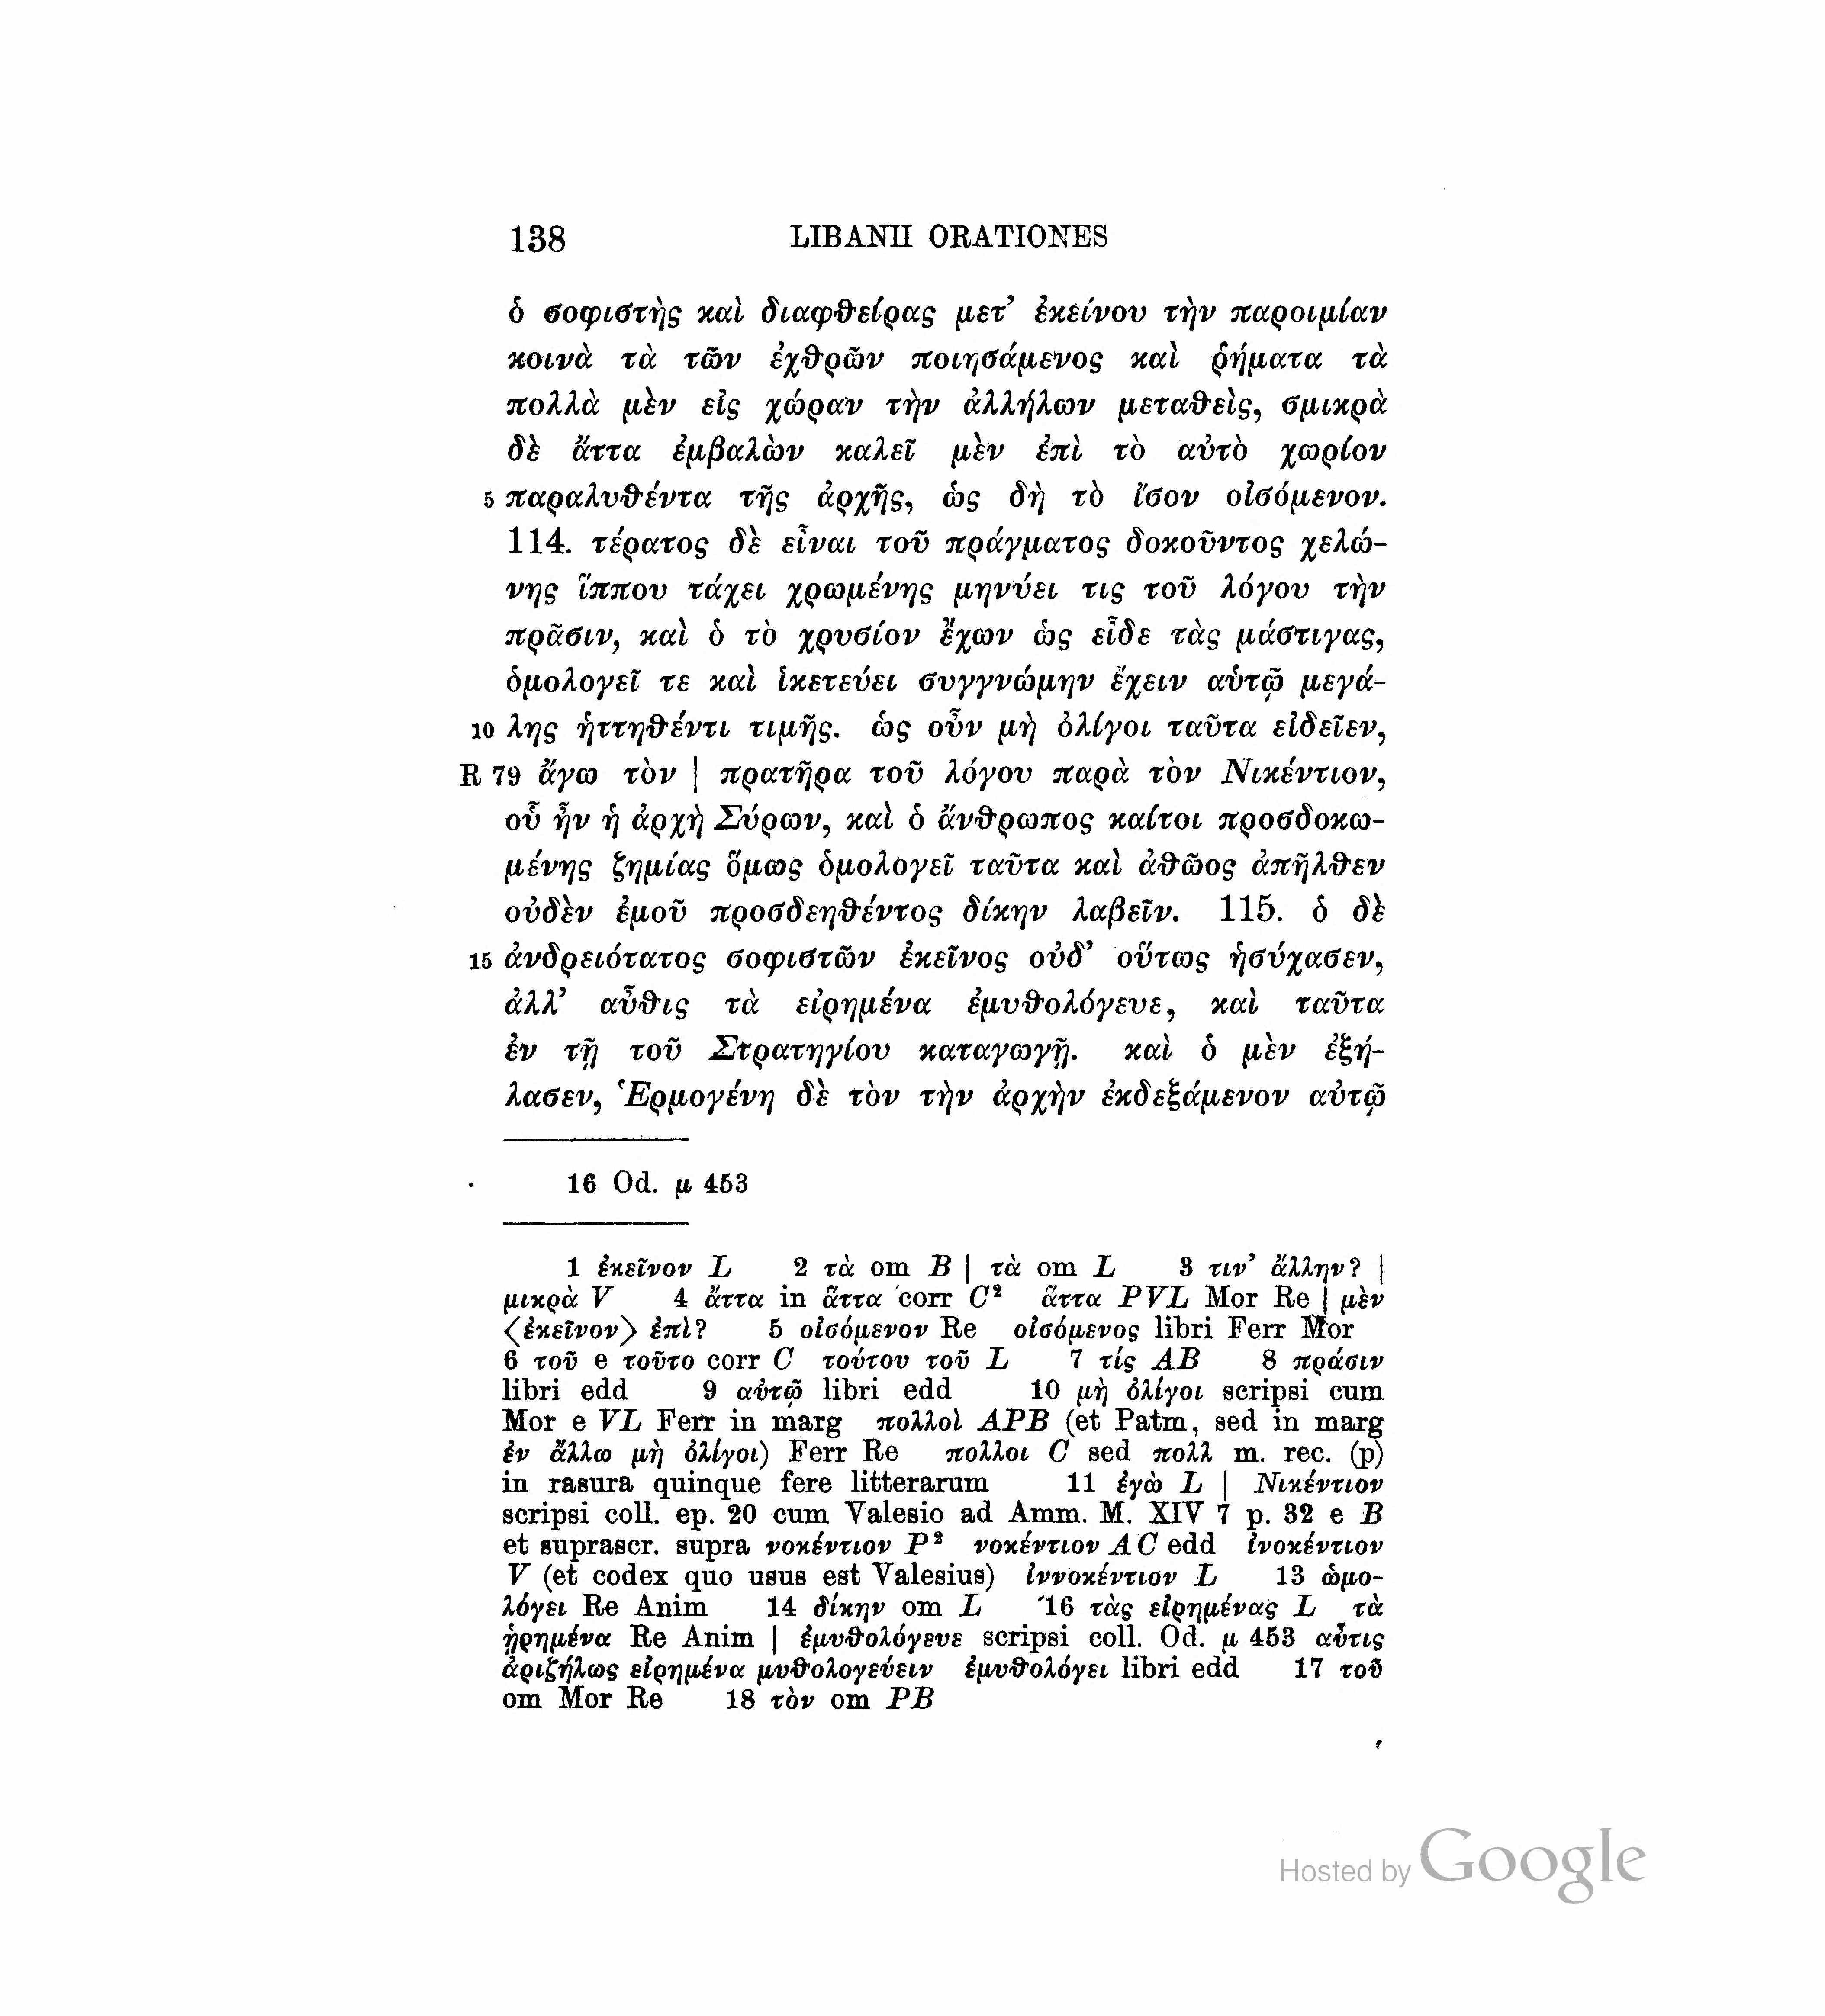 138 LIBANII ORATIONES
ὁ σοφιστὴς καὶ διαφθείρας μετ’ ἐκείνου τὴν παροιμίαν
κοινὰ τὰ τῶν ἐχθρῶν ποιησάμενος καὶ ῥήματα τὰ
πολλὰ μὲν εἰς χώραν τὴν ἀλλήλων μεταθεὶς, σμικρὰ
δὲ ἄττα ἐμβαλὼν καλεῖ μὲν ἐπὶ τὸ αὐτὸ χωρίον
5 παραλυθέντα τῆς ἀρχῆς, ὡς δὴ τὸ ἴσον οἰσόμενον.
114. τέρατος δὲ εἶναι τοῦ πράγματος δοκοῦντος χελώ-
νης ἵππου τάχει χρωμένης μηνύει τις τοῦ λόγου τὴν
πρᾶσιν, καὶ ὁ τὸ χρυσίον ἔχων ὡς εἶδε τὰς μάστιγας,
ὁμολογεῖ τε καὶ ἱκετεύει συγγνώμην ἔχειν αὑτῷ μεγά-
10 λης ἡττηθέντι τιμῆς. ὡς οὖν μὴ ὀλίγοι ταῦτα εἰδεῖεν,
R 79 ἄγω τὸν | πρατῆρα τοῦ λόγου παρὰ τὸν Νικέντιον,
οὗ ἦν ἡ ἀρχὴ Σύρων, καὶ ὁ ἄνθρωπος καίτοι προσδοκω-
μένης ζημίας ὅμως ὁμολογεῖ ταῦτα καὶ ἀθῶος ἀπῆλθεν
οὐδὲν ἐμοῦ προσδεηθέντος δίκην λαβεῖν. 115. ὁ δὲ
15 ἀνδρειότατος σοφιστῶν ἐκεῖνος οὐδ’ οὕτως ἡσύχασεν,
ἀλλ’ αὖθις τὰ εἰρημένα ἐμυθολόγευε, καὶ ταῦτα
ἐν τῇ τοῦ Στρατηγίου καταγωγῇ. καὶ ὁ μὲν ἐξή-
λασεν, Ἑρμογένη δὲ τὸν τὴν ἀρχὴν ἐκδεξάμενον αὐτῷ
16 Od. μ 453
1 ἐκεῖνον L 2 τὰ om B | τὰ om L 3 τιν’ ἄλλην? |
μικρὰ V 4 ἄττα in ἅττα corr C² ἅττα PVL Mor Re | μὲν
⟨ἐκεῖνον⟩ ἐπὶ? 5 οἰσόμενον Re οἰσόμενος libri Ferr Mor
6 τοῦ e τοῦτο corr C τούτου τοῦ L 7 τίς AB 8 πράσιν
libri edd 9 αὐτῷ libri edd 10 μὴ ὀλίγοι scripsi cum
Mor e VL Ferr in marg πολλοὶ APB (et Patm, sed in marg
ἐν ἄλλω μὴ ὀλίγοι) Ferr Re πολλοι C sed πολλ m. rec. (p)
in rasura quinque fere litterarum 11 ἐγὼ L | Νικέντιον
scripsi coll. ep. 20 cum Valesio ad Amm. M. XIV 7 p. 32 e B
et suprascr. supra νοκέντιον P² νοκέντιον AC edd ἰνοκέντιον
V (et codex quo usus est Valesius) ἰννοκέντιον L 13 ὡμο-
λόγει Re Anim 14 δίκην om L 16 τὰς εἰρημένας L τὰ
ᾑρημένα Re Anim | ἐμυθολόγευε scripsi coll. Od. μ 453 αὖτις
ἀριζήλως εἰρημένα μυθολογεύειν ἐμυθολόγει libri edd 17 τοῦ
om Mor Re 18 τὸν om PB
Hosted by Google